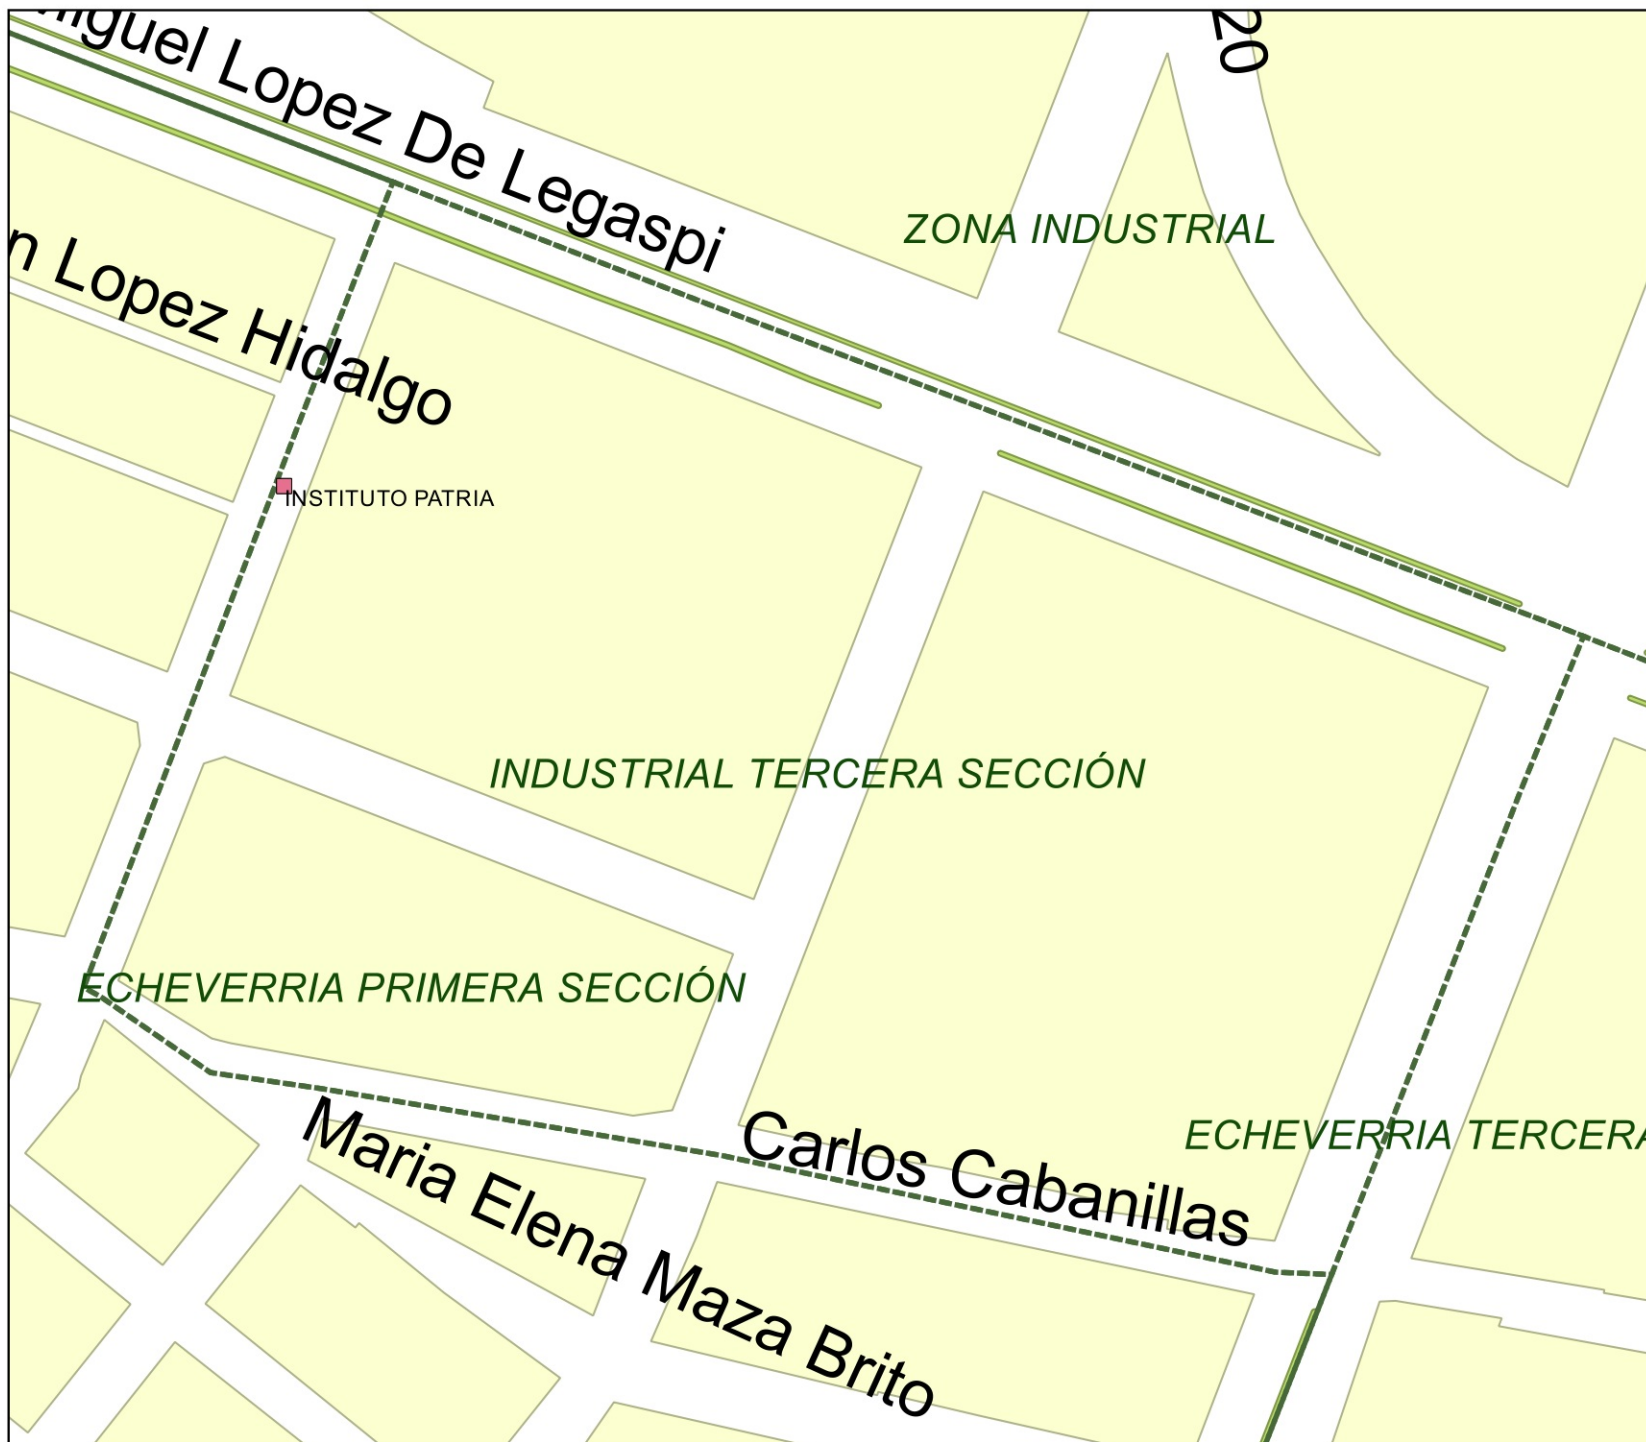 Miguel Lopez De Legaspi
20
ZONA INDUSTRIAL
n Lopez Hidalgo
INSTITUTO PATRIA
INDUSTRIAL TERCERA SECCIÓN
ECHEVERRIA PRIMERA SECCIÓN
Carlos Cabanillas
ECHEVERRIA TERCERA
Maria Elena Maza Brito